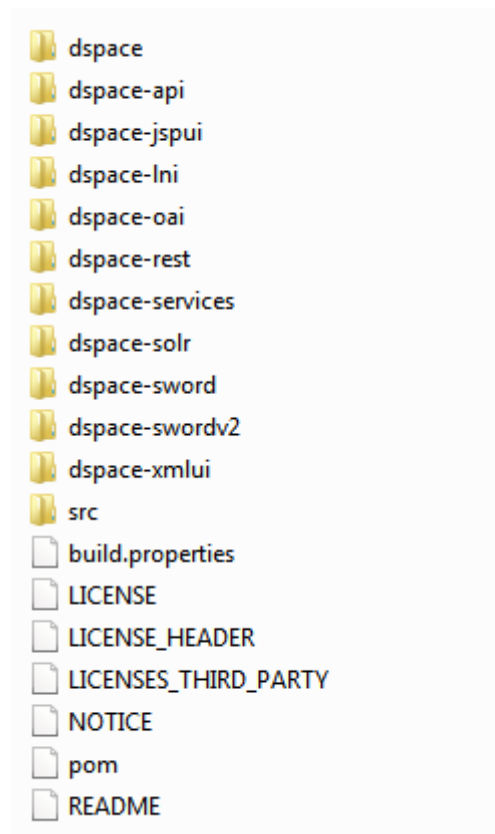 dspace
dspace-api
dspace-jspui
dspace-lni
dspace-oai
dspace-rest
dspace-services
dspace-solr
dspace-sword
dspace-swordv2
dspace-xmlui
src
build.properties
LICENSE
LICENSE_HEADER
LICENSES_THIRD_PARTY
NOTICE
pom
README